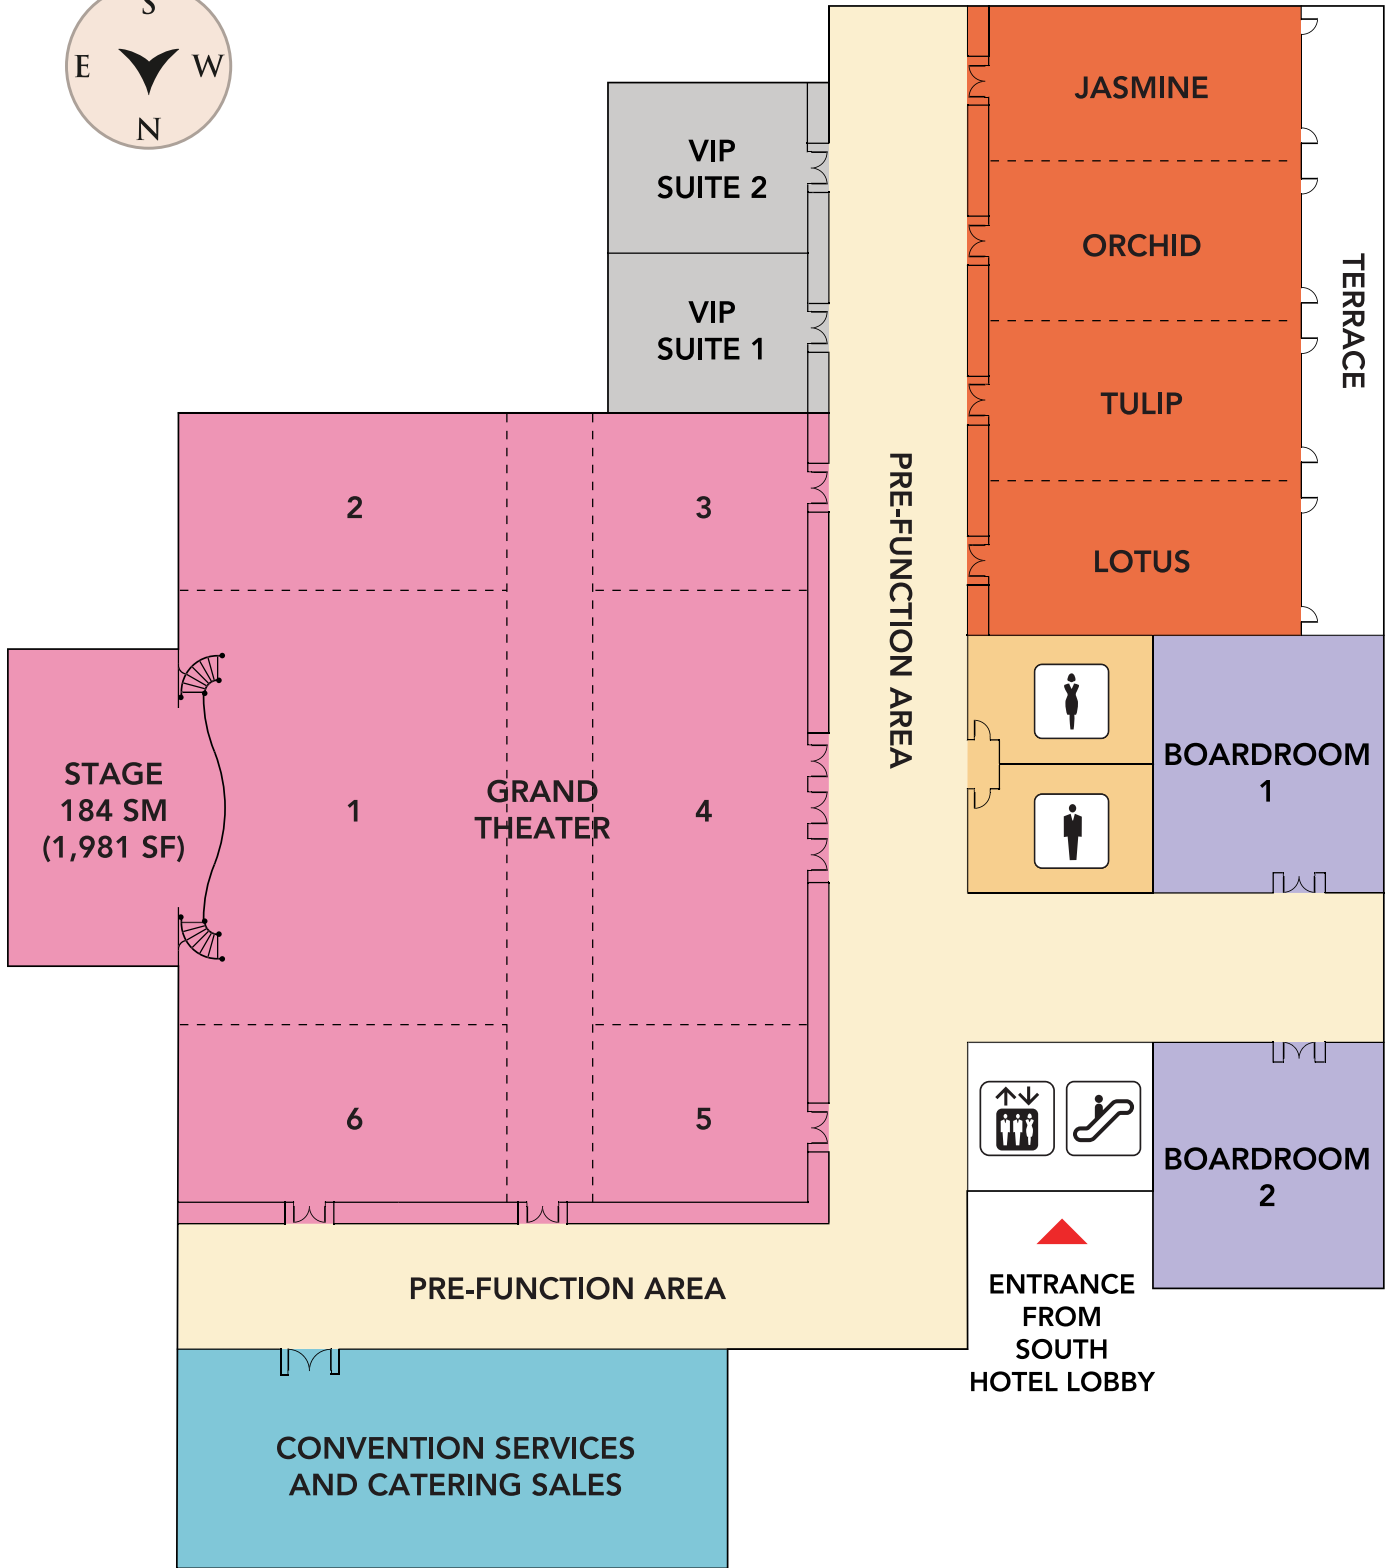 S
E
W
N
JASMINE
VIP
SUITE 2
ORCHID
TERRACE
VIP
SUITE 1
TULIP
PRE-FUNCTION AREA
2
3
LOTUS
STAGE
184 SM
(1,981 SF)
1
GRAND
THEATER
4
BOARDROOM
1
6
5
BOARDROOM
2
PRE-FUNCTION AREA
ENTRANCE
FROM
SOUTH
HOTEL LOBBY
CONVENTION SERVICES
AND CATERING SALES